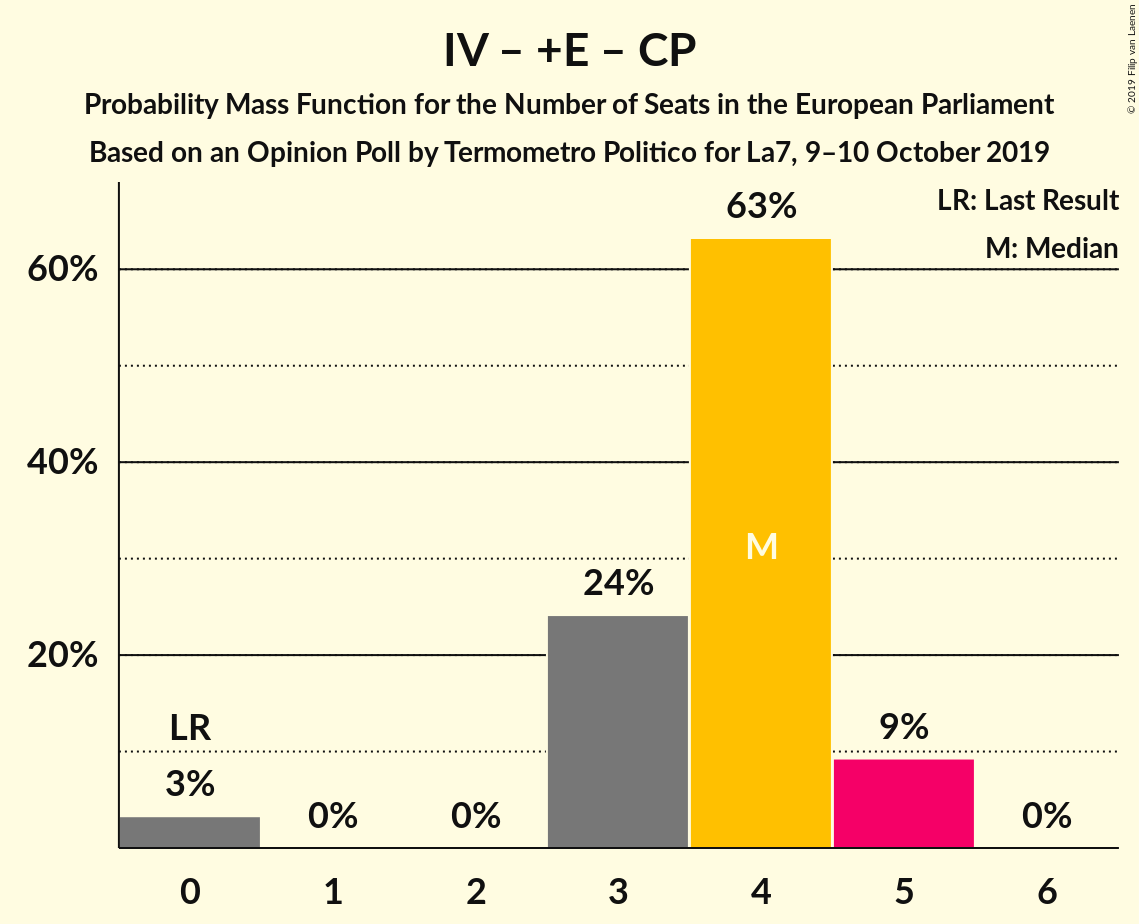 IV – +E – CP
Probability Mass Function for the Number of Seats in the European Parliament
Based on an Opinion Poll by Termometro Politico for La7, 9–10 October 2019
© 2019 Filip van Laenen
LR: Last Result
M: Median
63%
60%
40%
M
24%
20%
LR
9%
3%
0%
0%
0%
0
1
2
3
4
5
6